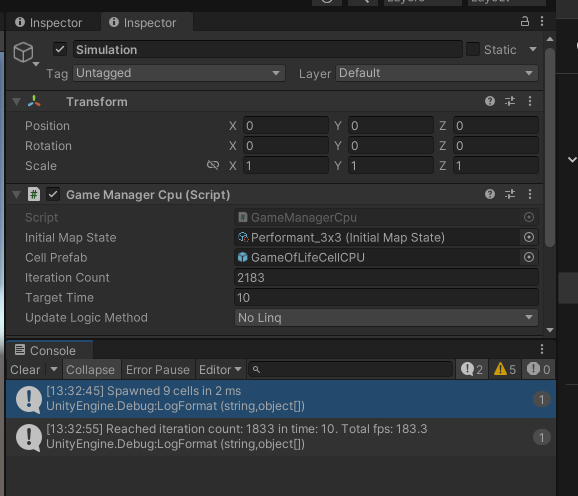 Layers
Layout
Inspector
Inspector
Simulation
Static
Tag Untagged
Layer Default
Transform
Position X 0 Y 0 Z 0
Rotation X 0 Y 0 Z 0
Scale X 1 Y 1 Z 1
# Game Manager Cpu (Script)
Script GameManagerCpu
Initial Map State Performant_3x3 (Initial Map State)
Cell Prefab GameOfLifeCellCPU
Iteration Count 2183
Target Time 10
Update Logic Method No Linq
Console
Clear Collapse Error Pause Editor 2 5 0
[13:32:45] Spawned 9 cells in 2 ms
UnityEngine.Debug:LogFormat (string,object[])
1
[13:32:55] Reached iteration count: 1833 in time: 10. Total fps: 183.3
UnityEngine.Debug:LogFormat (string,object[])
1